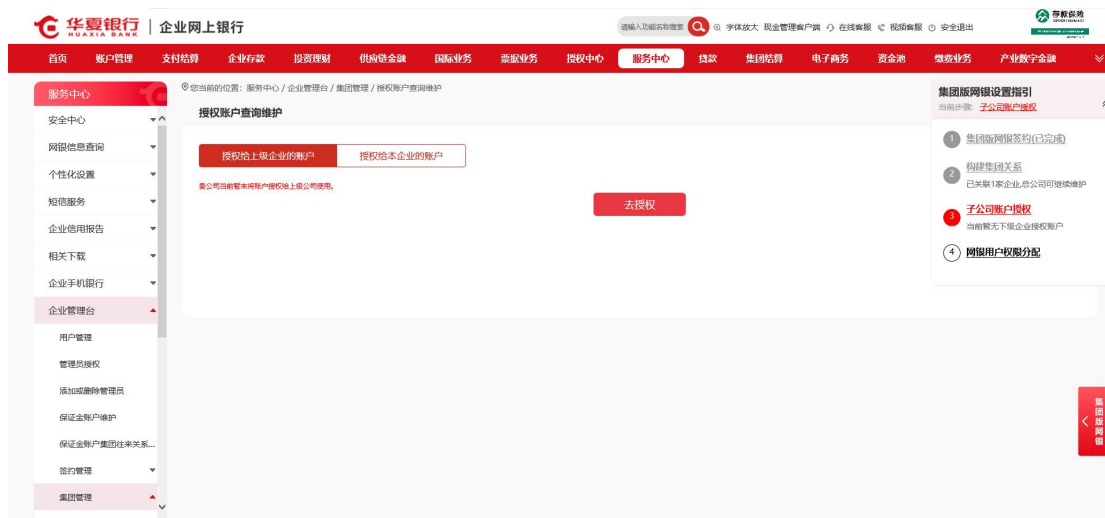 华夏银行 企业网上银行
HUAXIA BANK
请输入功能名称搜索 字体放大 现金管理客户端 在线客服 视频客服 安全退出
存款保险
首页 账户管理 支付结算 企业存款 投资理财 供应链金融 国际业务 票据业务 授权中心 服务中心 贷款 集团结算 电子商务 资金池 缴费业务 产业数字金融
服务中心
安全中心
网银信息查询
个性化设置
短信服务
企业信用报告
相关下载
企业手机银行
企业管理台
用户管理
管理员授权
添加或删除管理员
保证金账户维护
保证金账户集团往来关系...
签约管理
集团管理
您当前的位置：服务中心 / 企业管理台 / 集团管理 / 授权账户查询维护
授权账户查询维护
授权给上级企业的账户 授权给本企业的账户
贵公司当前暂未将账户授权给上级公司使用。
去授权
集团版网银设置指引
当前步骤: 子公司账户授权
1 集团版网银签约(已完成)
2 构建集团关系
已关联1家企业,总公司可继续维护
3 子公司账户授权
当前暂无下级企业授权账户
4 网银用户权限分配
集团版网银